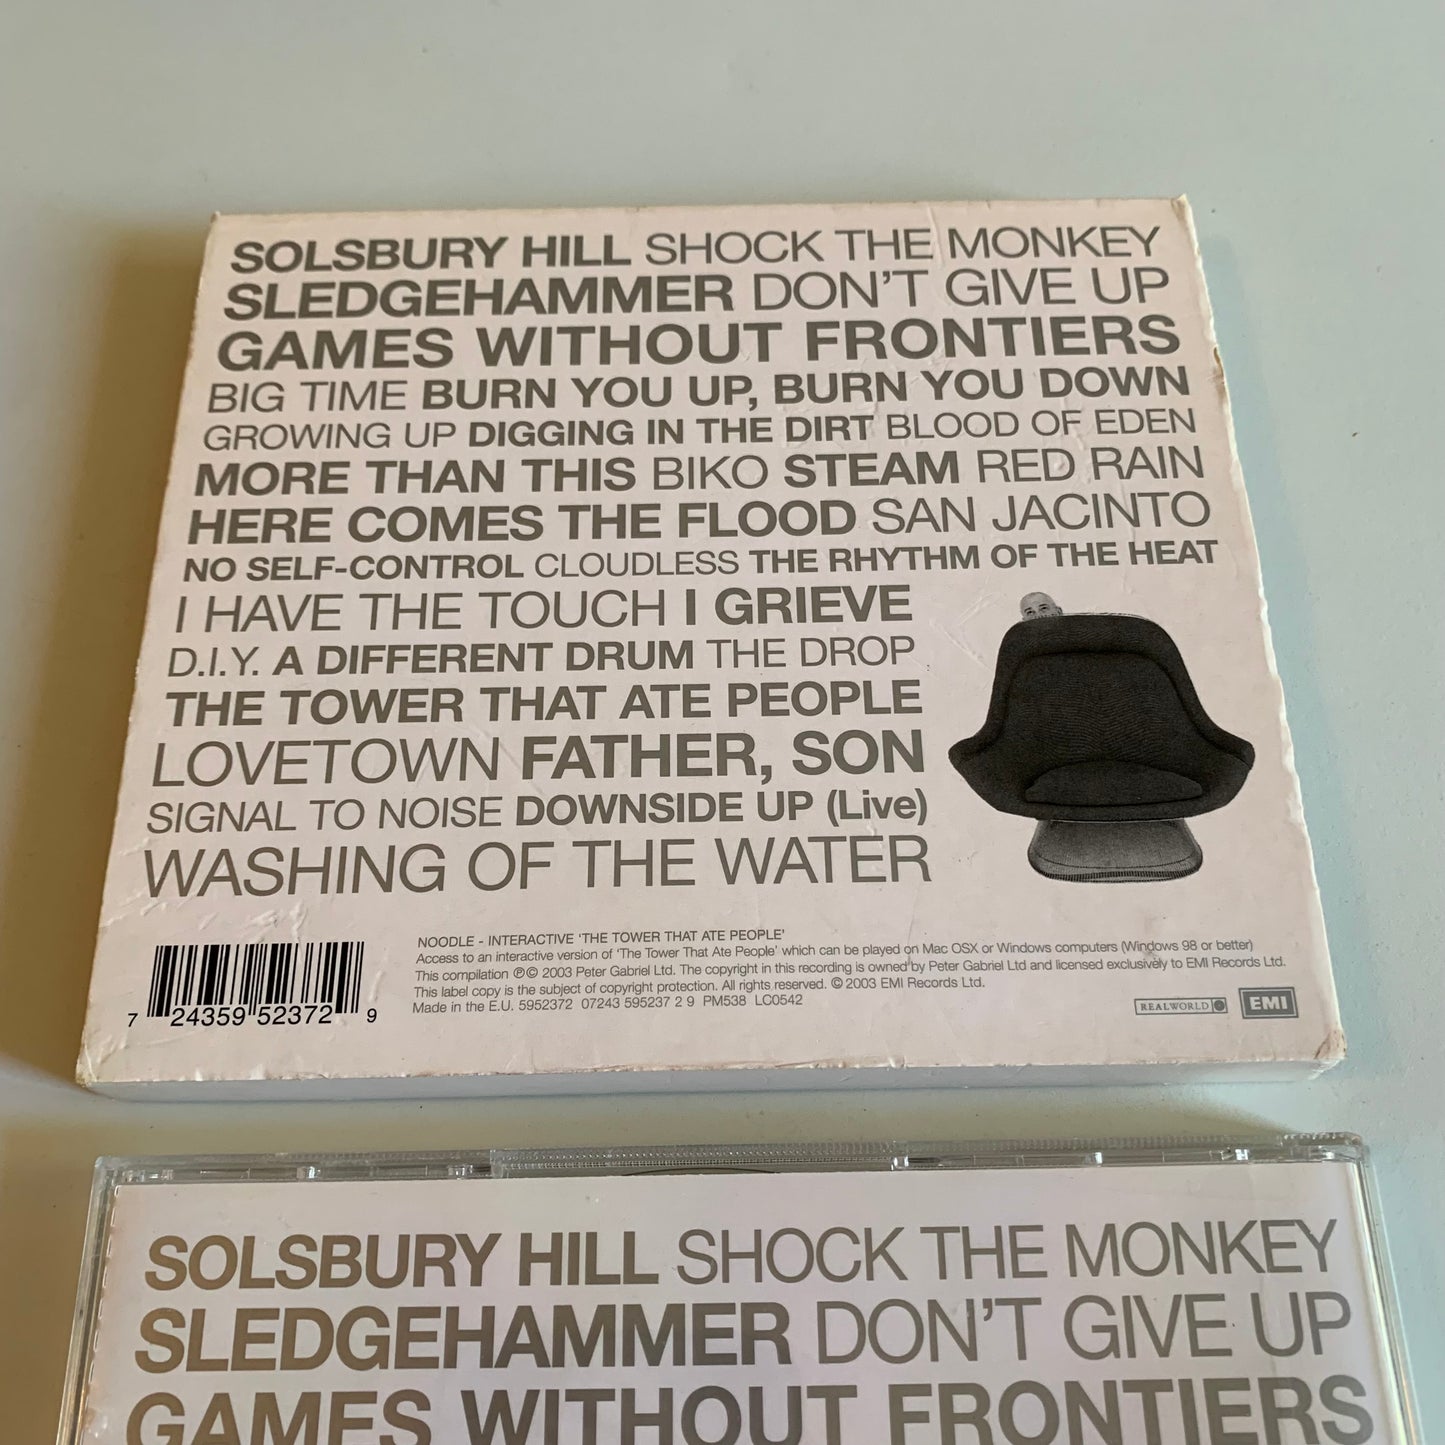 SOLSBURY HILL SHOCK THE MONKEY
SLEDGEHAMMER DON'T GIVE UP
GAMES WITHOUT FRONTIERS
BIG TIME BURN YOU UP, BURN YOU DOWN
GROWING UP DIGGING IN THE DIRT BLOOD OF EDEN
MORE THAN THIS BIKO STEAM RED RAIN
HERE COMES THE FLOOD SAN JACINTO
NO SELF-CONTROL CLOUDLESS THE RHYTHM OF THE HEAT
I HAVE THE TOUCH I GRIEVE
D.I.Y. A DIFFERENT DRUM THE DROP
THE TOWER THAT ATE PEOPLE
LOVETOWN FATHER, SON
SIGNAL TO NOISE DOWNSIDE UP (Live)
WASHING OF THE WATER
NOODLE - INTERACTIVE 'THE TOWER THAT ATE PEOPLE'
Access to an interactive version of 'The Tower That Ate People' which can be played on Mac OSX or Windows computers (Windows 98 or better)
This compilation ℗© 2003 Peter Gabriel Ltd. The copyright in this recording is owned by Peter Gabriel Ltd and licensed exclusively to EMI Records Ltd.
This label copy is the subject of copyright protection. All rights reserved. © 2003 EMI Records Ltd.
Made in the E.U. 5952372 07243 595237 2 9 PM538 LC0542
7 24359 52372 9
REALWORLD
EMI
SOLSBURY HILL SHOCK THE MONKEY
SLEDGEHAMMER DON'T GIVE UP
GAMES WITHOUT FRONTIERS